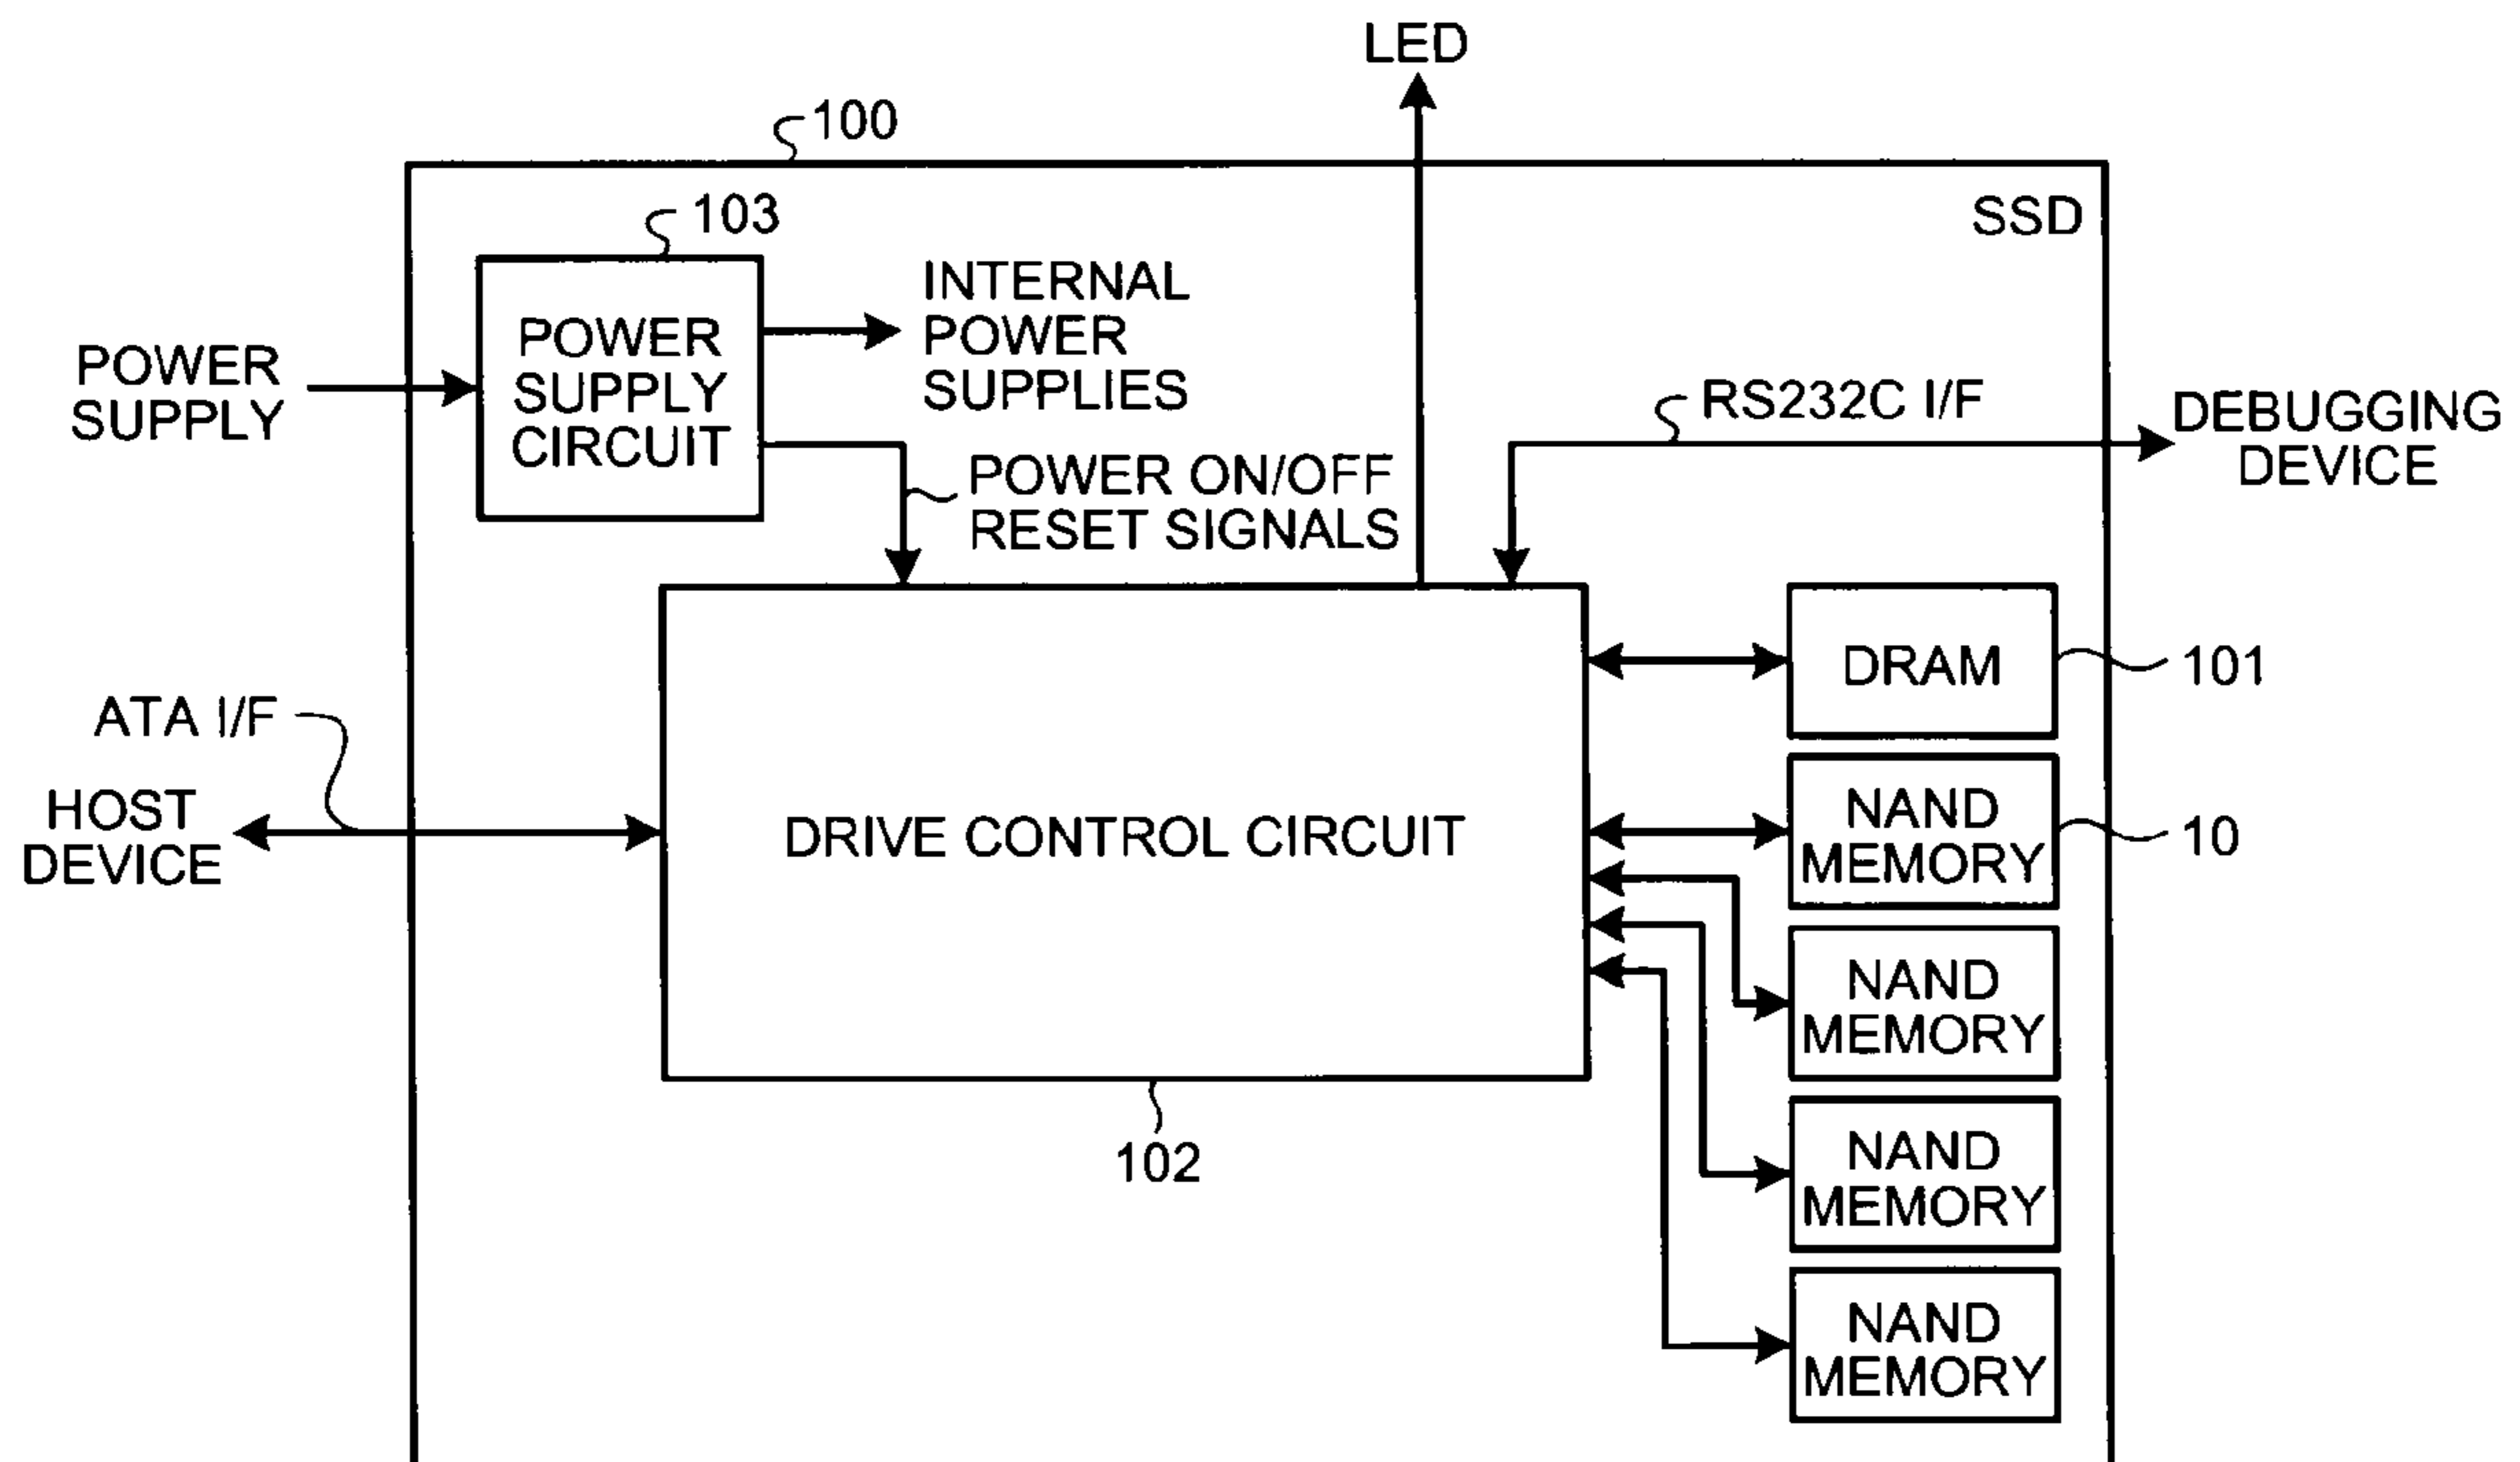 LED
100
SSD
103
POWER
SUPPLY
CIRCUIT
INTERNAL
POWER
SUPPLIES
POWER
SUPPLY
POWER ON/OFF
RESET SIGNALS
RS232C I/F
DEBUGGING
DEVICE
ATA I/F
HOST
DEVICE
DRIVE CONTROL CIRCUIT
102
DRAM
101
NAND
MEMORY
10
NAND
MEMORY
NAND
MEMORY
NAND
MEMORY